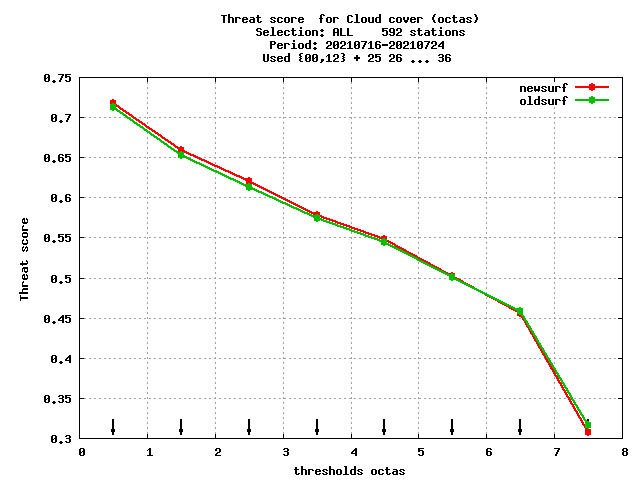 Threat score  for Cloud cover (octas)
Selection: ALL    592 stations
Period: 20210716-20210724
Used {00,12} + 25 26 ... 36
newsurf
oldsurf
Threat score
0.75
0.7
0.65
0.6
0.55
0.5
0.45
0.4
0.35
0.3
0 1 2 3 4 5 6 7 8
thresholds octas